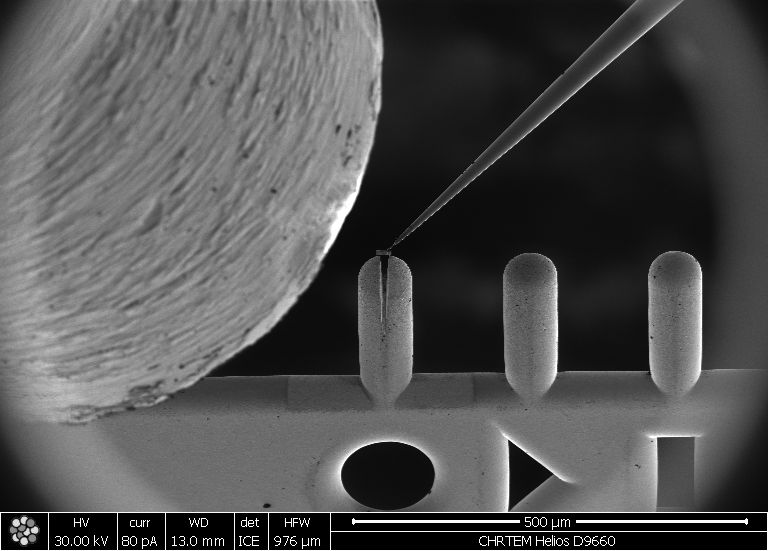 HV curr WD det HFW 500 µm
30.00 kV 80 pA 13.0 mm ICE 976 µm CHRTEM Helios D9660